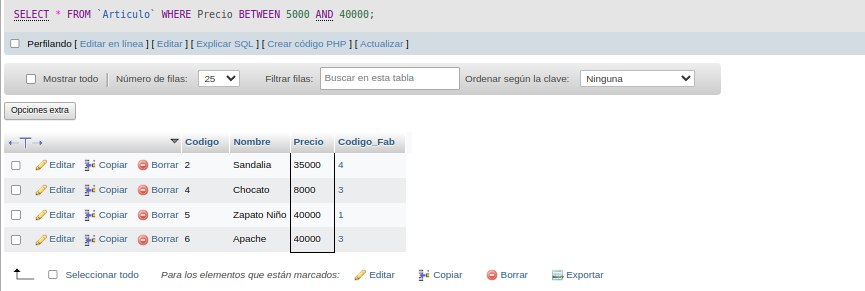 SELECT * FROM `Articulo` WHERE Precio BETWEEN 5000 AND 40000;
Perfilando [ Editar en línea ] [ Editar ] [ Explicar SQL ] [ Crear código PHP ] [ Actualizar ]
Mostrar todo Número de filas: 25 Filtrar filas: Buscar en esta tabla Ordenar según la clave: Ninguna
Opciones extra
←T→ Codigo Nombre Precio Codigo_Fab
Editar Copiar Borrar 2 Sandalia 35000 4
Editar Copiar Borrar 4 Chocato 8000 3
Editar Copiar Borrar 5 Zapato Niño 40000 1
Editar Copiar Borrar 6 Apache 40000 3
Seleccionar todo Para los elementos que están marcados: Editar Copiar Borrar Exportar